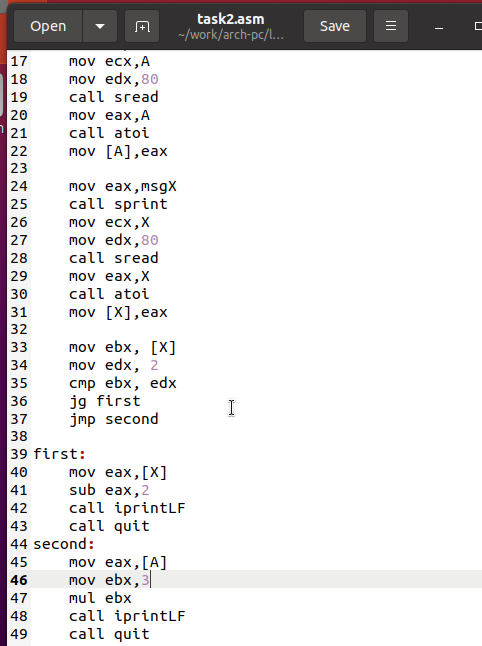 Open
task2.asm
~/work/arch-pc/l...
Save
17 mov ecx,A
18 mov edx,80
19 call sread
20 mov eax,A
21 call atoi
22 mov [A],eax
23
24 mov eax,msgX
25 call sprint
26 mov ecx,X
27 mov edx,80
28 call sread
29 mov eax,X
30 call atoi
31 mov [X],eax
32
33 mov ebx, [X]
34 mov edx, 2
35 cmp ebx, edx
36 jg first
37 jmp second
38
39 first:
40 mov eax,[X]
41 sub eax,2
42 call iprintLF
43 call quit
44 second:
45 mov eax,[A]
46 mov ebx,3
47 mul ebx
48 call iprintLF
49 call quit